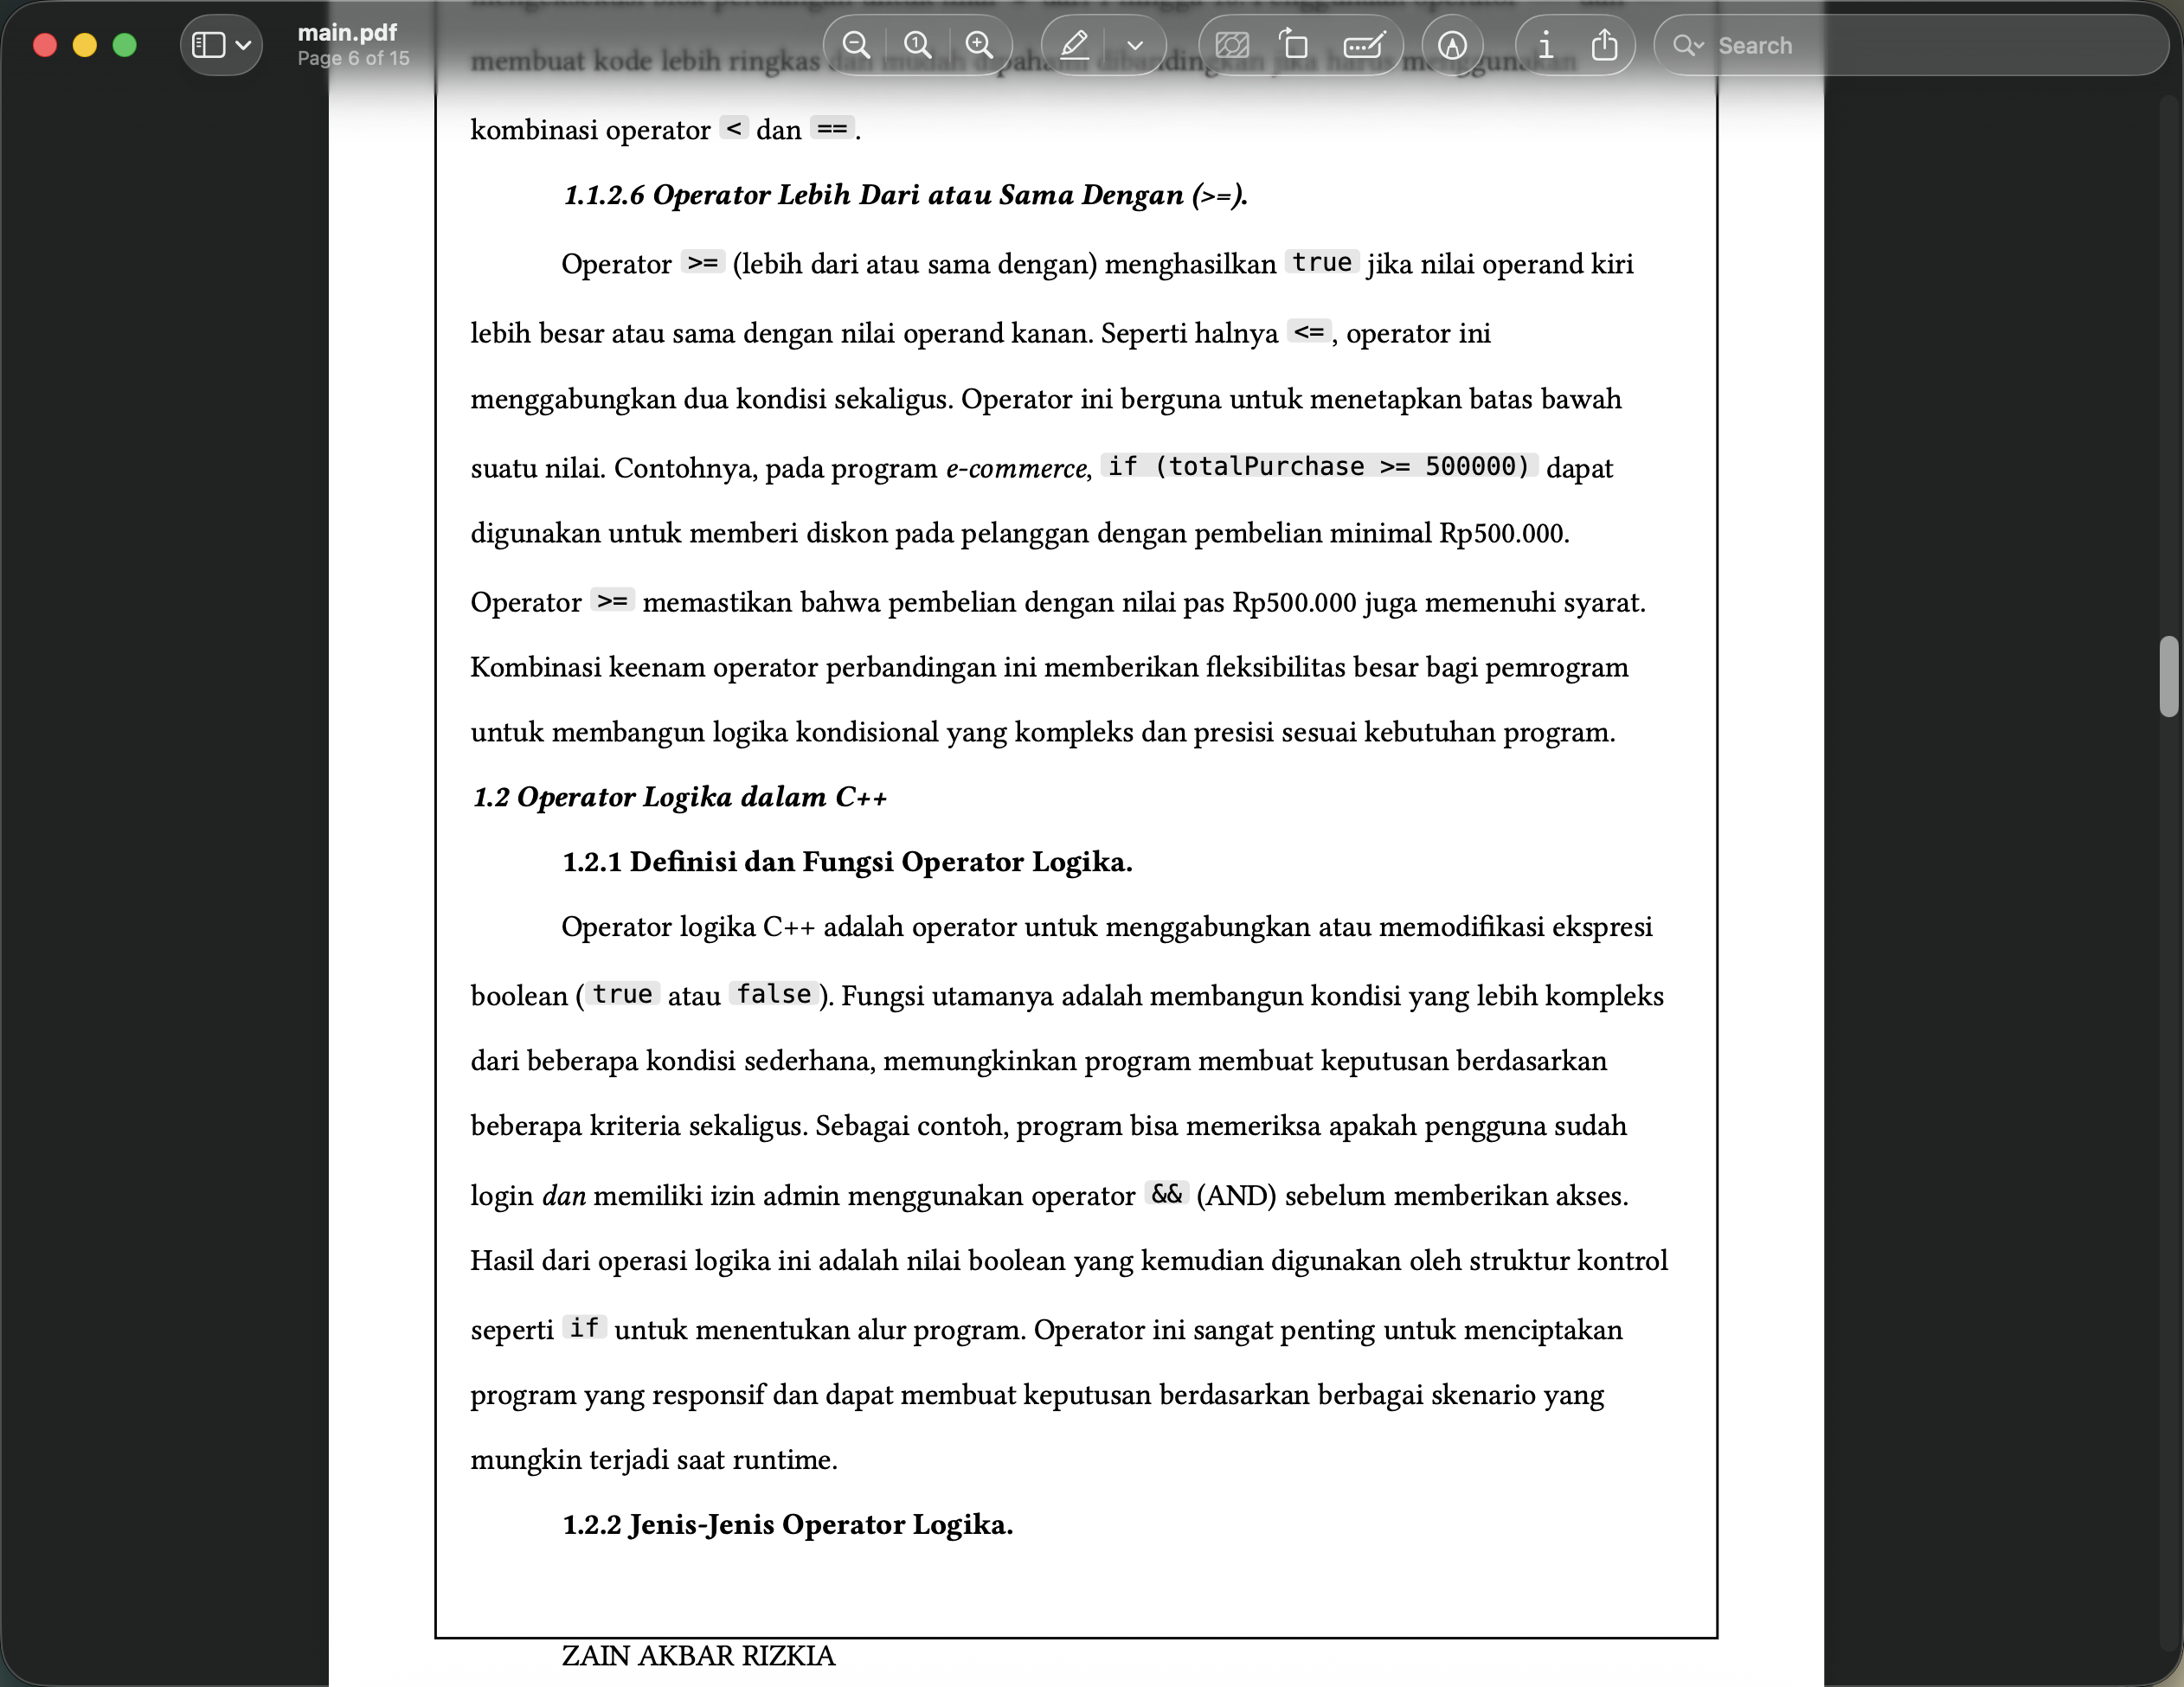 main.pdf
Page 6 of 15
Search
membuat kode lebih ringkas dan mudah dipahami dibandingkan jika harus menggunakan
kombinasi operator < dan ==.
1.1.2.6 Operator Lebih Dari atau Sama Dengan (>=).
Operator >= (lebih dari atau sama dengan) menghasilkan true jika nilai operand kiri
lebih besar atau sama dengan nilai operand kanan. Seperti halnya <=, operator ini
menggabungkan dua kondisi sekaligus. Operator ini berguna untuk menetapkan batas bawah
suatu nilai. Contohnya, pada program e-commerce, if (totalPurchase >= 500000) dapat
digunakan untuk memberi diskon pada pelanggan dengan pembelian minimal Rp500.000.
Operator >= memastikan bahwa pembelian dengan nilai pas Rp500.000 juga memenuhi syarat.
Kombinasi keenam operator perbandingan ini memberikan fleksibilitas besar bagi pemrogram
untuk membangun logika kondisional yang kompleks dan presisi sesuai kebutuhan program.
1.2 Operator Logika dalam C++
1.2.1 Definisi dan Fungsi Operator Logika.
Operator logika C++ adalah operator untuk menggabungkan atau memodifikasi ekspresi
boolean (true atau false). Fungsi utamanya adalah membangun kondisi yang lebih kompleks
dari beberapa kondisi sederhana, memungkinkan program membuat keputusan berdasarkan
beberapa kriteria sekaligus. Sebagai contoh, program bisa memeriksa apakah pengguna sudah
login dan memiliki izin admin menggunakan operator && (AND) sebelum memberikan akses.
Hasil dari operasi logika ini adalah nilai boolean yang kemudian digunakan oleh struktur kontrol
seperti if untuk menentukan alur program. Operator ini sangat penting untuk menciptakan
program yang responsif dan dapat membuat keputusan berdasarkan berbagai skenario yang
mungkin terjadi saat runtime.
1.2.2 Jenis-Jenis Operator Logika.
ZAIN AKBAR RIZKIA